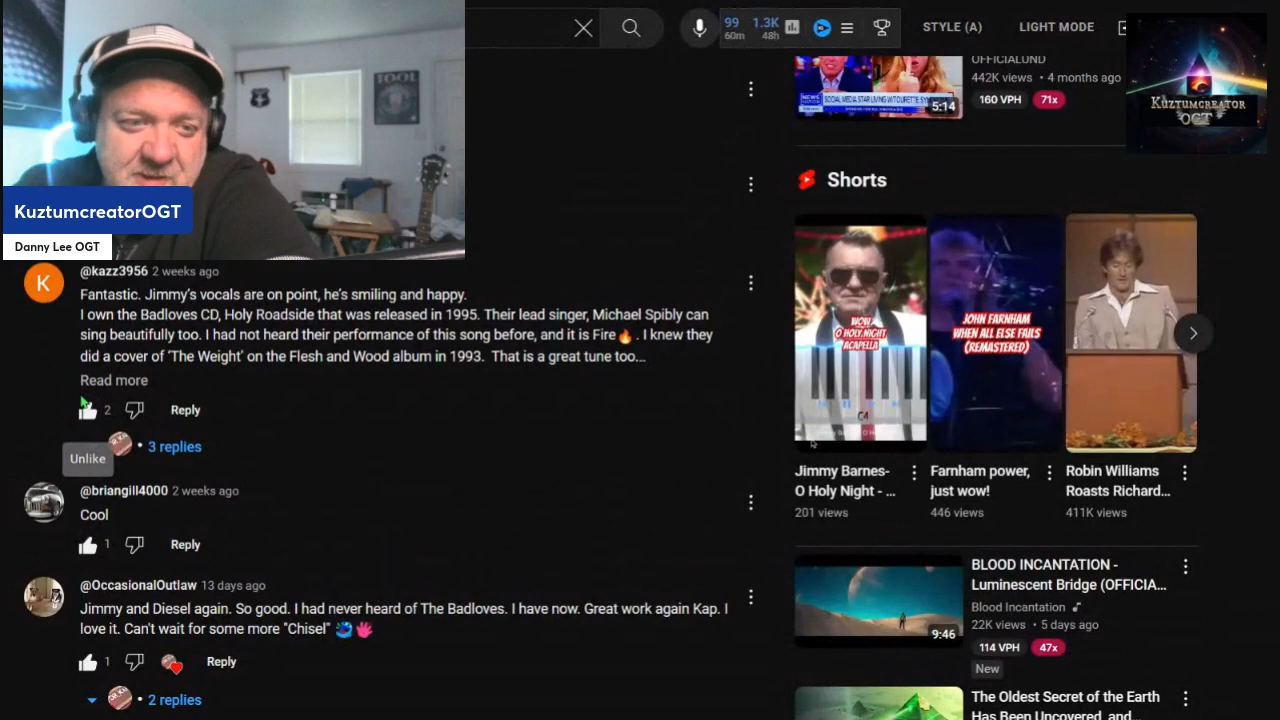 TOOL
99
60m
1.3K
48h
STYLE (A)
LIGHT MODE
KÜZTUMCREATOR
OGT
OFFICIALUND
442K views • 4 months ago
160 VPH
71x
SOCIAL MEDIA STAR LIVING WITH TOURETTE SY
5:14
KuztumcreatorOGT
Danny Lee OGT
K
@kazz3956 2 weeks ago
Fantastic. Jimmy's vocals are on point, he's smiling and happy.
I own the Badloves CD, Holy Roadside that was released in 1995. Their lead singer, Michael Spibly can
sing beautifully too. I had not heard their performance of this song before, and it is Fire🔥. I knew they
did a cover of 'The Weight' on the Flesh and Wood album in 1993. That is a great tune too...
Read more
2
Reply
3 replies
Unlike
@briangill4000 2 weeks ago
Cool
1
Reply
@OccasionalOutlaw 13 days ago
Jimmy and Diesel again. So good. I had never heard of The Badloves. I have now. Great work again Kap. I
love it. Can't wait for some more "Chisel"
1
Reply
2 replies
Shorts
WOW,
O HOLY NIGHT
ACAPELLA
C4
JOHN FARNHAM
WHEN ALL ELSE FAILS
(REMASTERED)
Jimmy Barnes-
O Holy Night - ...
201 views
Farnham power,
just wow!
446 views
Robin Williams
Roasts Richard...
411K views
9:46
BLOOD INCANTATION -
Luminescent Bridge (OFFICIA...
Blood Incantation
22K views • 5 days ago
114 VPH
47x
New
The Oldest Secret of the Earth
Has Been Uncovered, and